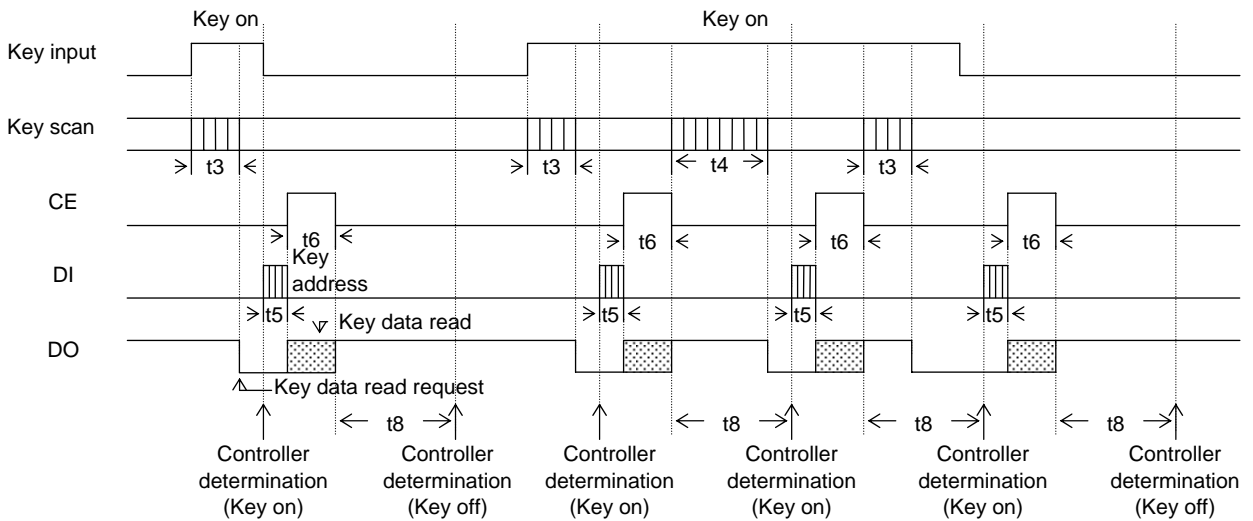 Key on
Key on
Key input
Key scan
t3
t3
t4
t3
CE
t6
t6
t6
t6
DI
Key
address
t5
t5
t5
t5
Key data read
DO
Key data read request
t8
t8
t8
t8
Controller
determination
(Key on)
Controller
determination
(Key off)
Controller
determination
(Key on)
Controller
determination
(Key on)
Controller
determination
(Key on)
Controller
determination
(Key off)